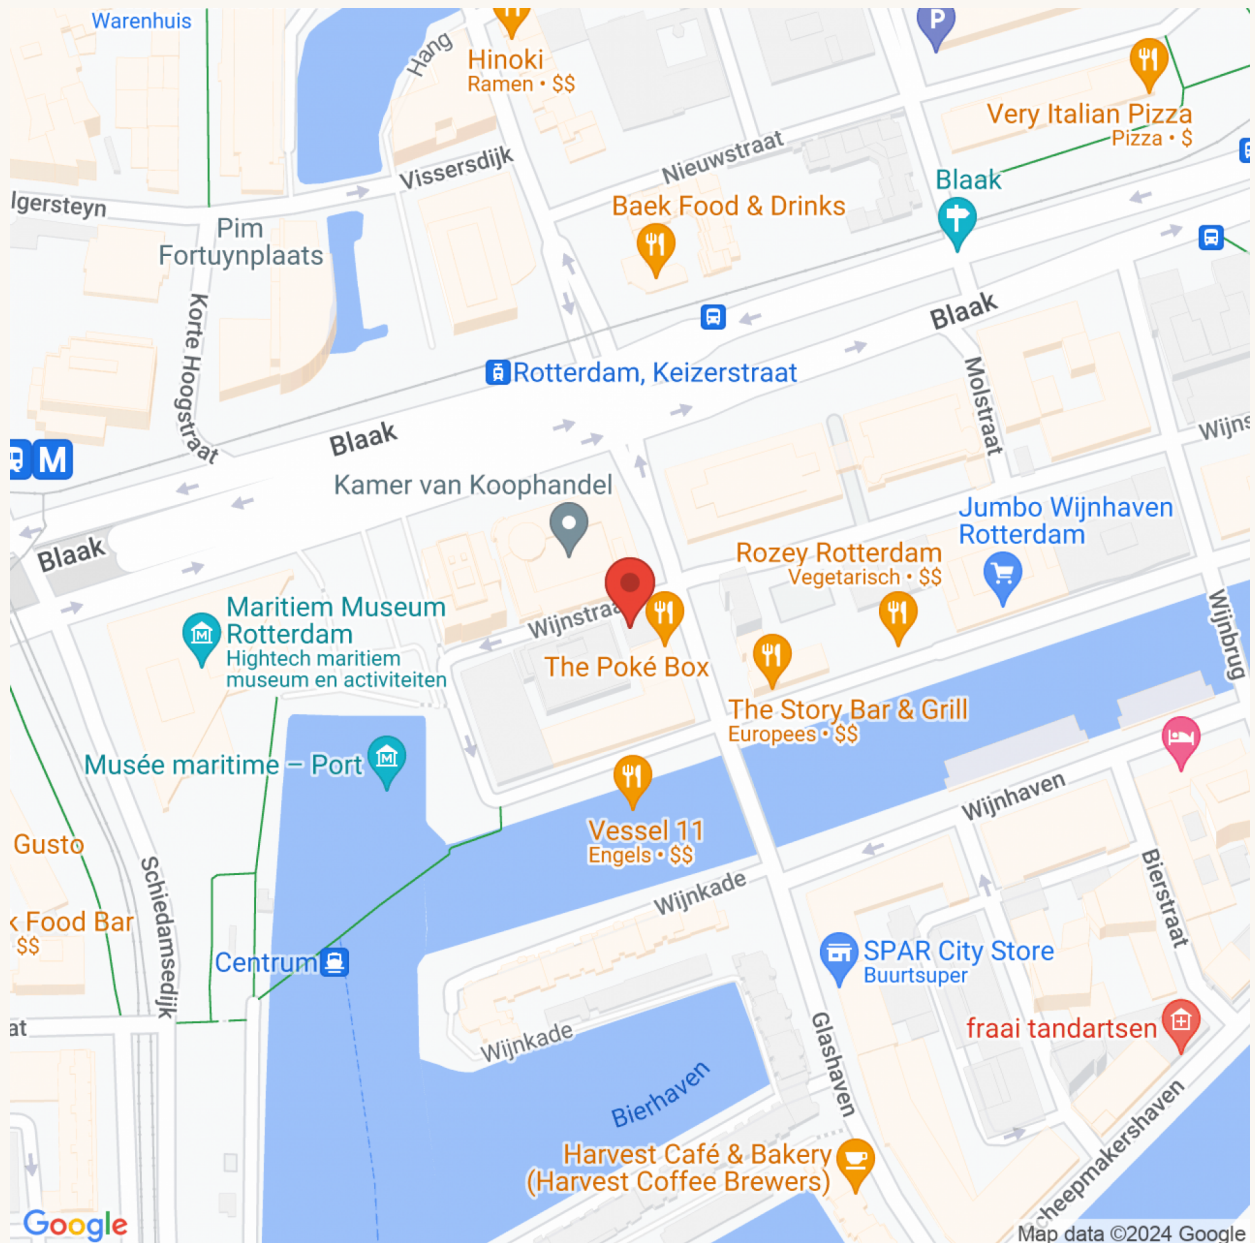 Warenhuis
Hang
Hinoki
Ramen • $$
P
Very Italian Pizza
Pizza • $
Vissersdijk
Nieuwstraat
Blaak
lgersteyn
Baek Food & Drinks
Pim
Fortuynplaats
Korte Hoogstraat
Blaak
Rotterdam, Keizerstraat
Molstraat
Blaak
Wijns
M
Kamer van Koophandel
Jumbo Wijnhaven
Rotterdam
Blaak
Rozey Rotterdam
Vegetarisch • $$
Maritiem Museum
Rotterdam
Hightech maritiem
museum en activiteiten
Wijnstraa
Wijnbrug
The Poké Box
The Story Bar & Grill
Europees • $$
Musée maritime – Port
Vessel 11
Engels • $$
Wijnhaven
Gusto
Schiedamsedijk
Wijnkade
Bierstraat
k Food Bar
$$
Centrum
SPAR City Store
Buurtsuper
at
Wijnkade
Glashaven
fraai tandartsen
Bierhaven
Scheepmakershaven
Harvest Café & Bakery
(Harvest Coffee Brewers)
Google
Map data ©2024 Google